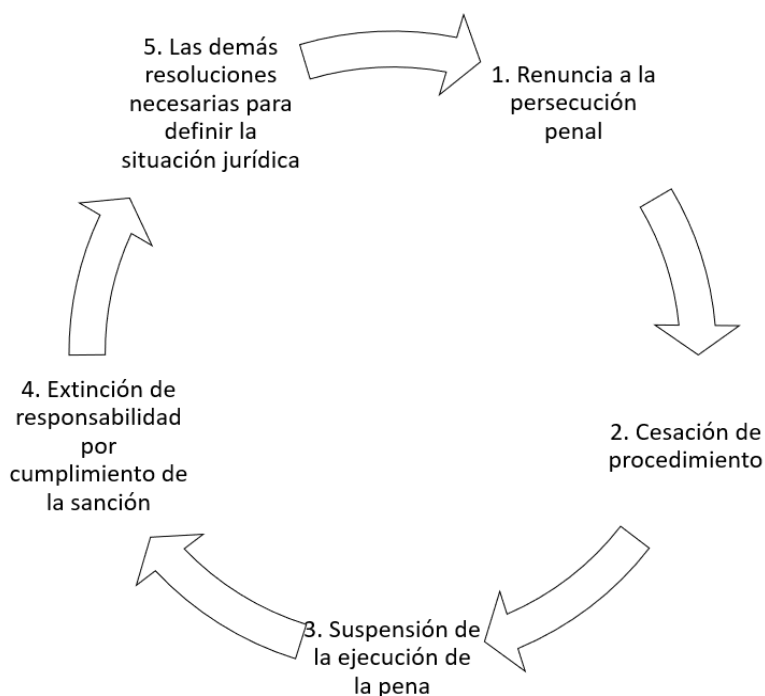 1. Renuncia a la
persecución
penal
2. Cesación de
procedimiento
3. Suspensión de
la ejecución de
la pena
4. Extinción de
responsabilidad
por
cumplimiento de
la sanción
5. Las demás
resoluciones
necesarias para
definir la
situación jurídica